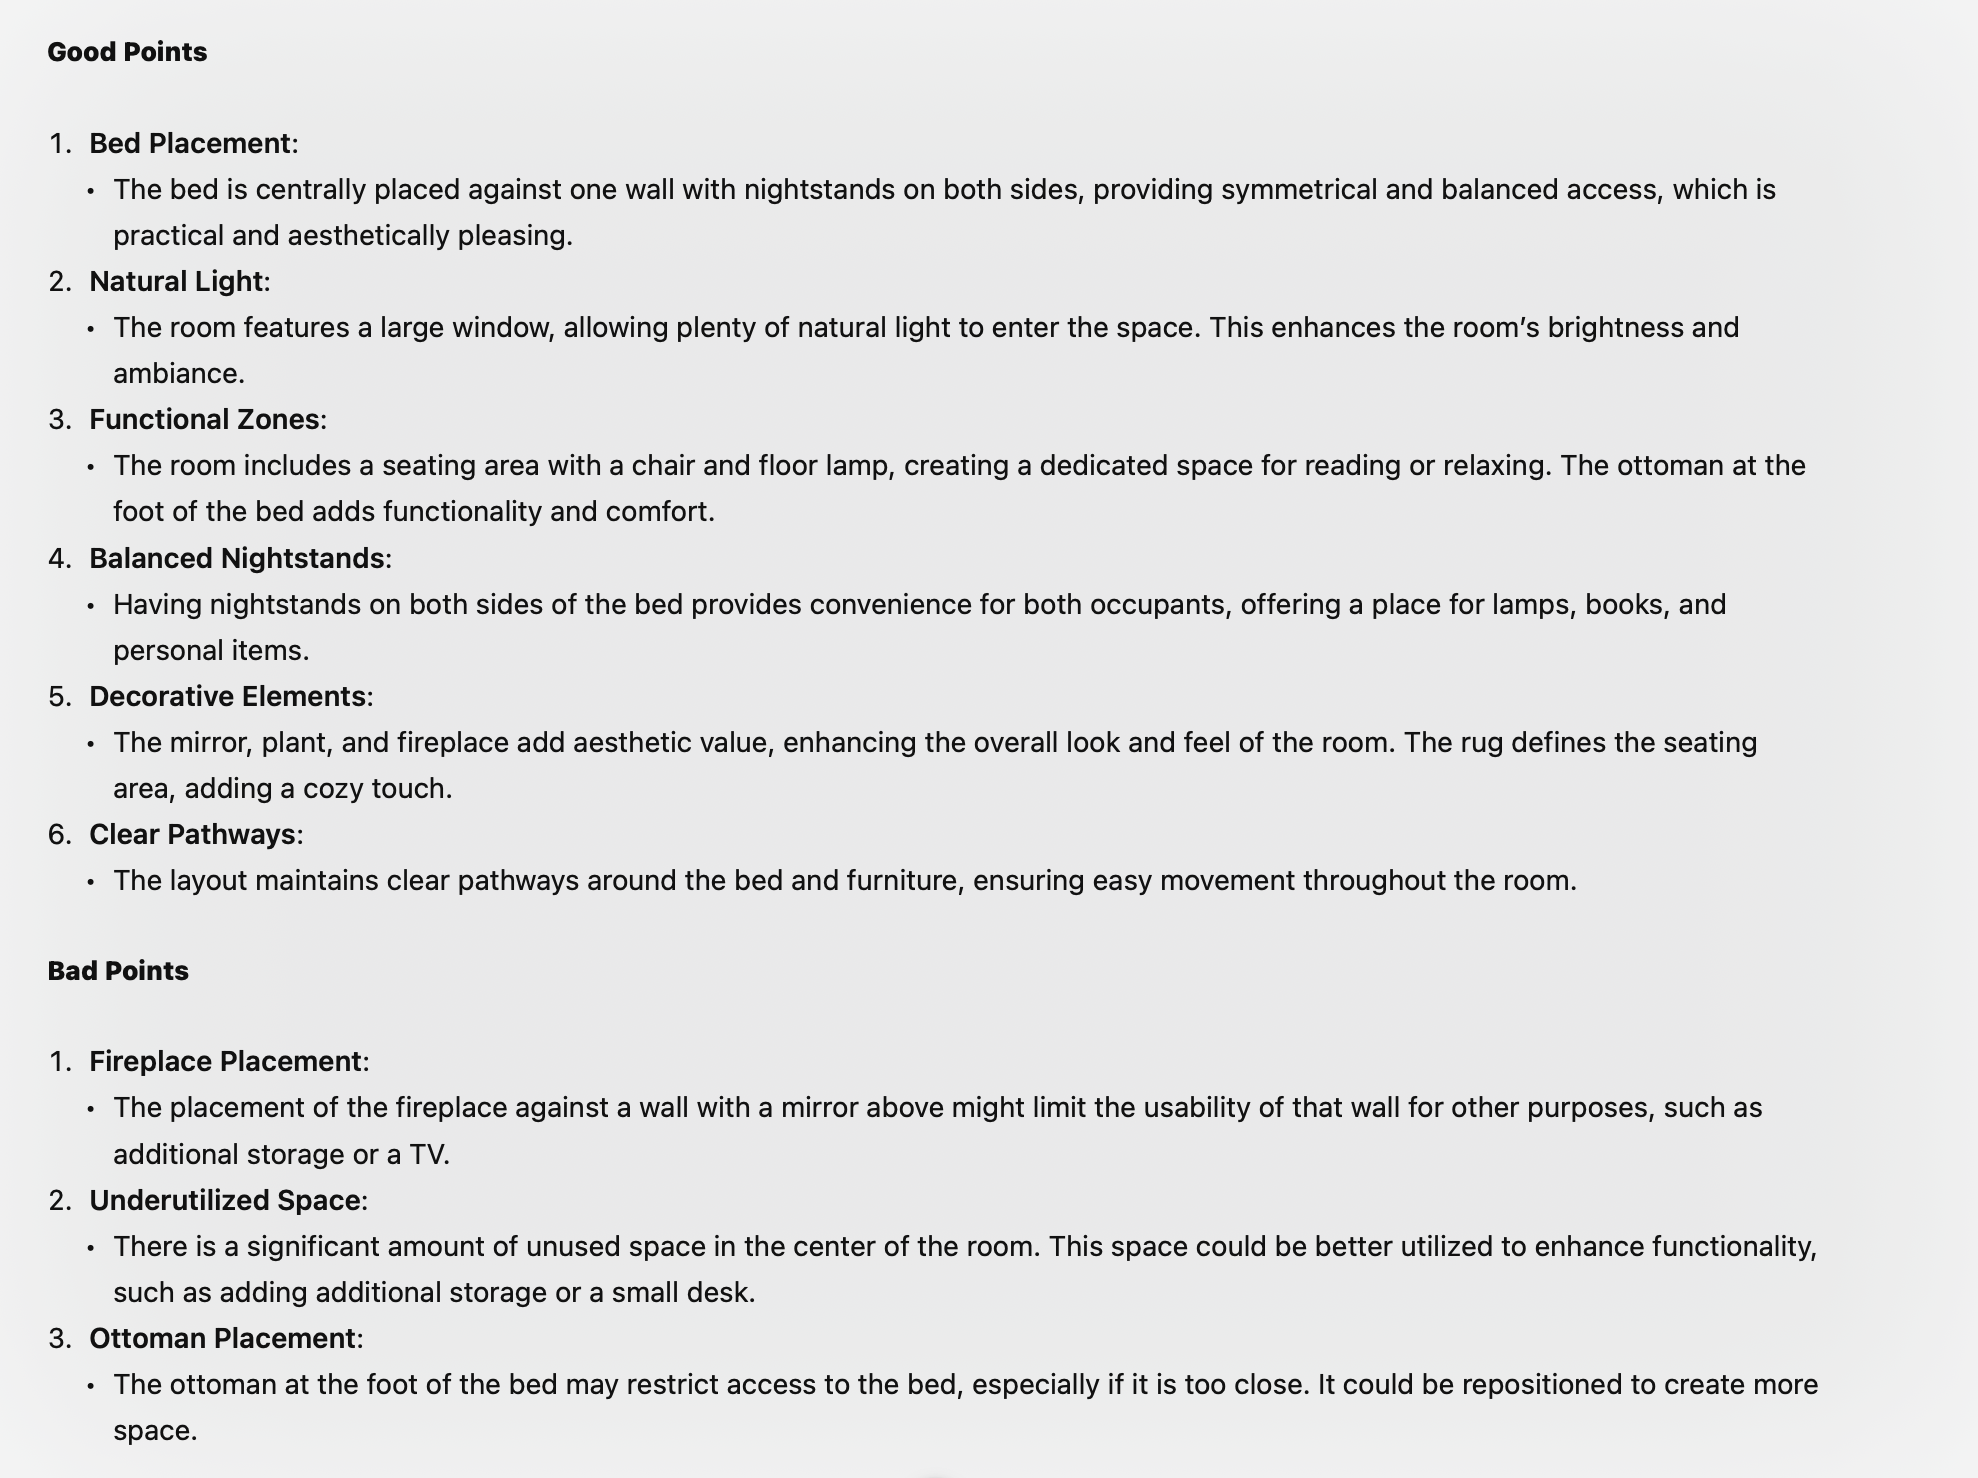 Good Points
1. Bed Placement:
• The bed is centrally placed against one wall with nightstands on both sides, providing symmetrical and balanced access, which is
practical and aesthetically pleasing.
2. Natural Light:
• The room features a large window, allowing plenty of natural light to enter the space. This enhances the room’s brightness and
ambiance.
3. Functional Zones:
• The room includes a seating area with a chair and floor lamp, creating a dedicated space for reading or relaxing. The ottoman at the
foot of the bed adds functionality and comfort.
4. Balanced Nightstands:
• Having nightstands on both sides of the bed provides convenience for both occupants, offering a place for lamps, books, and
personal items.
5. Decorative Elements:
• The mirror, plant, and fireplace add aesthetic value, enhancing the overall look and feel of the room. The rug defines the seating
area, adding a cozy touch.
6. Clear Pathways:
• The layout maintains clear pathways around the bed and furniture, ensuring easy movement throughout the room.
Bad Points
1. Fireplace Placement:
• The placement of the fireplace against a wall with a mirror above might limit the usability of that wall for other purposes, such as
additional storage or a TV.
2. Underutilized Space:
• There is a significant amount of unused space in the center of the room. This space could be better utilized to enhance functionality,
such as adding additional storage or a small desk.
3. Ottoman Placement:
• The ottoman at the foot of the bed may restrict access to the bed, especially if it is too close. It could be repositioned to create more
space.